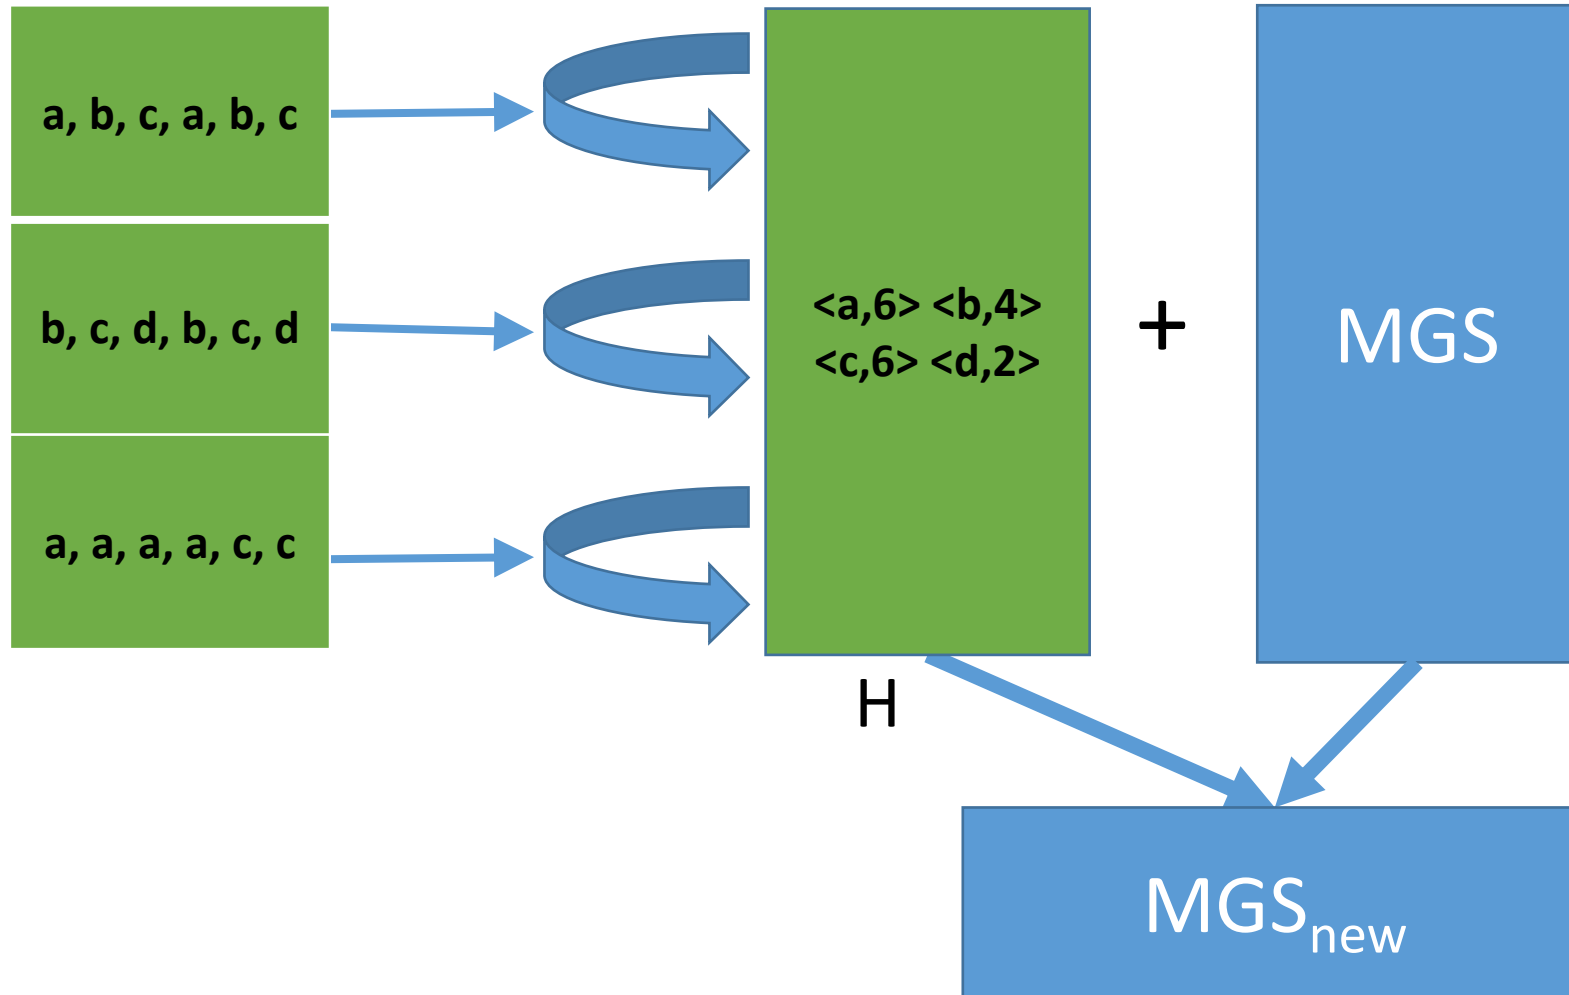 a, b, c, a, b, c
b, c, d, b, c, d
a, a, a, a, c, c
<a,6> <b,4>
<c,6> <d,2>
+
MGS
H
MGSnew